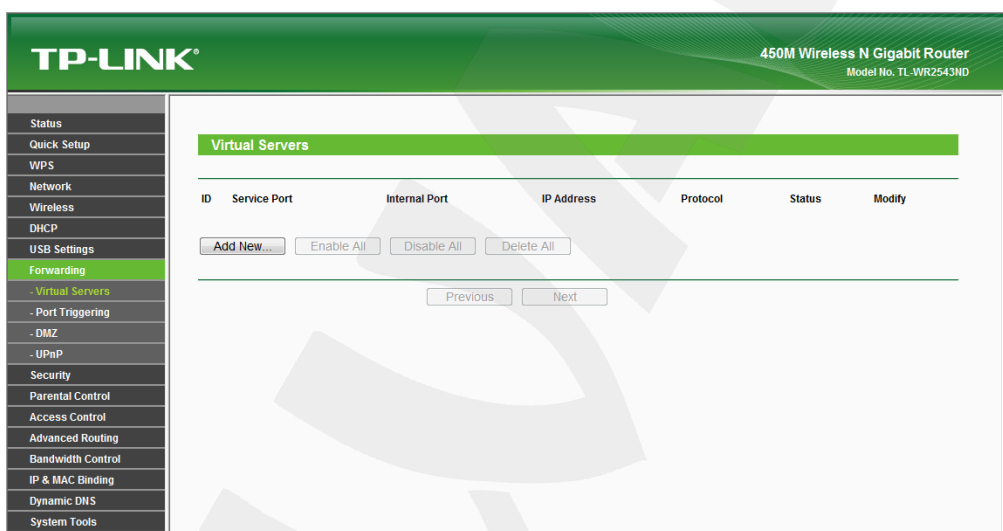 TP-LINK®
450M Wireless N Gigabit Router
Model No. TL-WR2543ND
Status
Quick Setup
WPS
Network
Wireless
DHCP
USB Settings
Forwarding
- Virtual Servers
- Port Triggering
- DMZ
- UPnP
Security
Parental Control
Access Control
Advanced Routing
Bandwidth Control
IP & MAC Binding
Dynamic DNS
System Tools
Virtual Servers
ID Service Port Internal Port IP Address Protocol Status Modify
Add New... Enable All Disable All Delete All
Previous Next